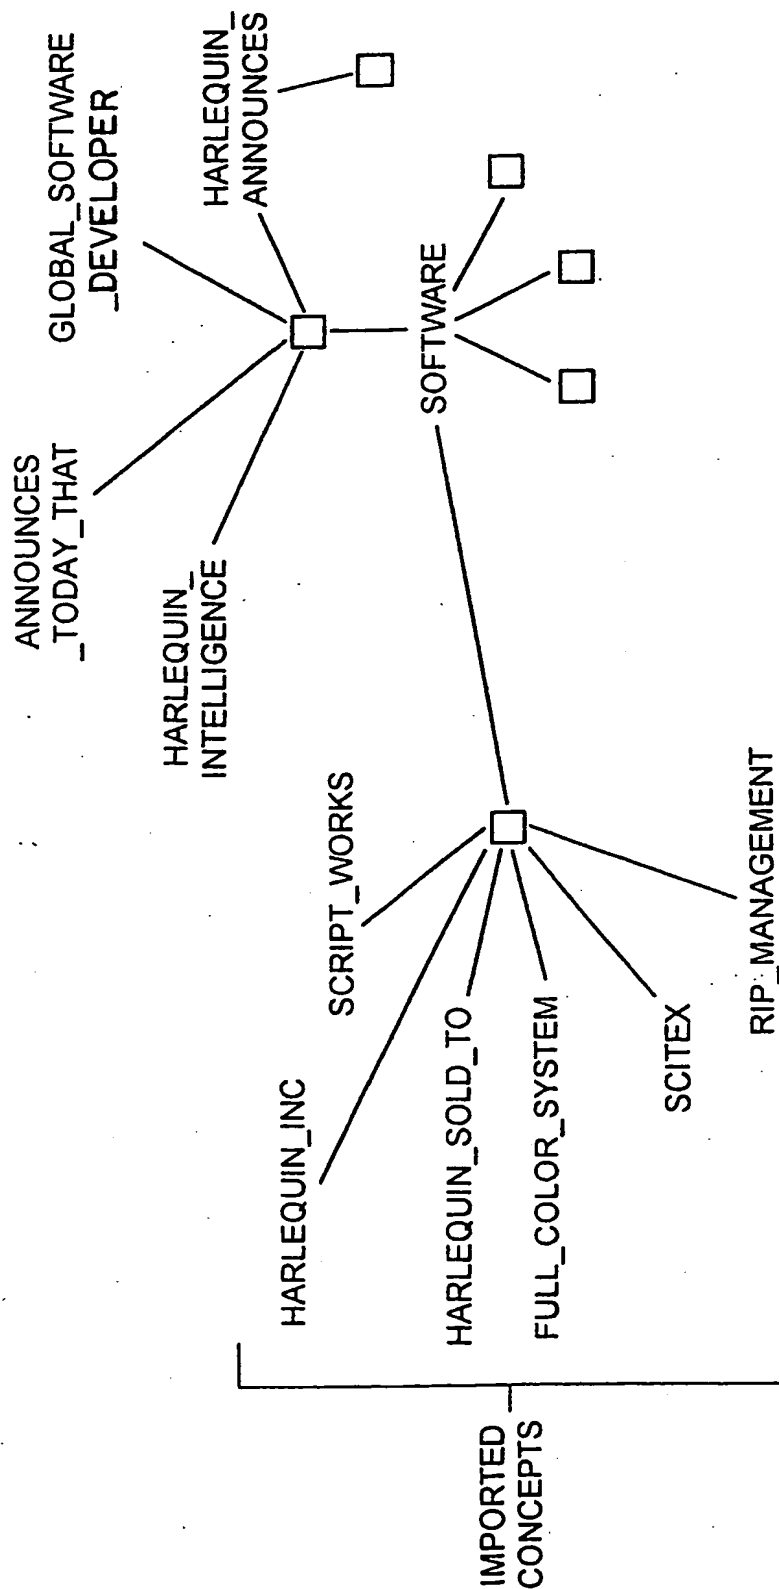 ANNOUNCES
_TODAY_THAT
GLOBAL_SOFTWARE
_DEVELOPER
HARLEQUIN_
INTELLIGENCE
HARLEQUIN_
ANNOUNCES
SCRIPT_WORKS
HARLEQUIN_INC
SOFTWARE
HARLEQUIN_SOLD_TO
FULL_COLOR_SYSTEM
SCITEX
RIP_MANAGEMENT
IMPORTED
CONCEPTS